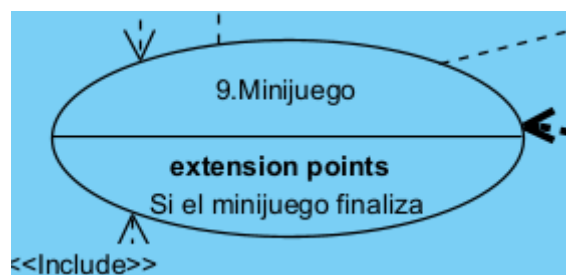 9.Minijuego
extension points
Si el minijuego finaliza
<<Include>>